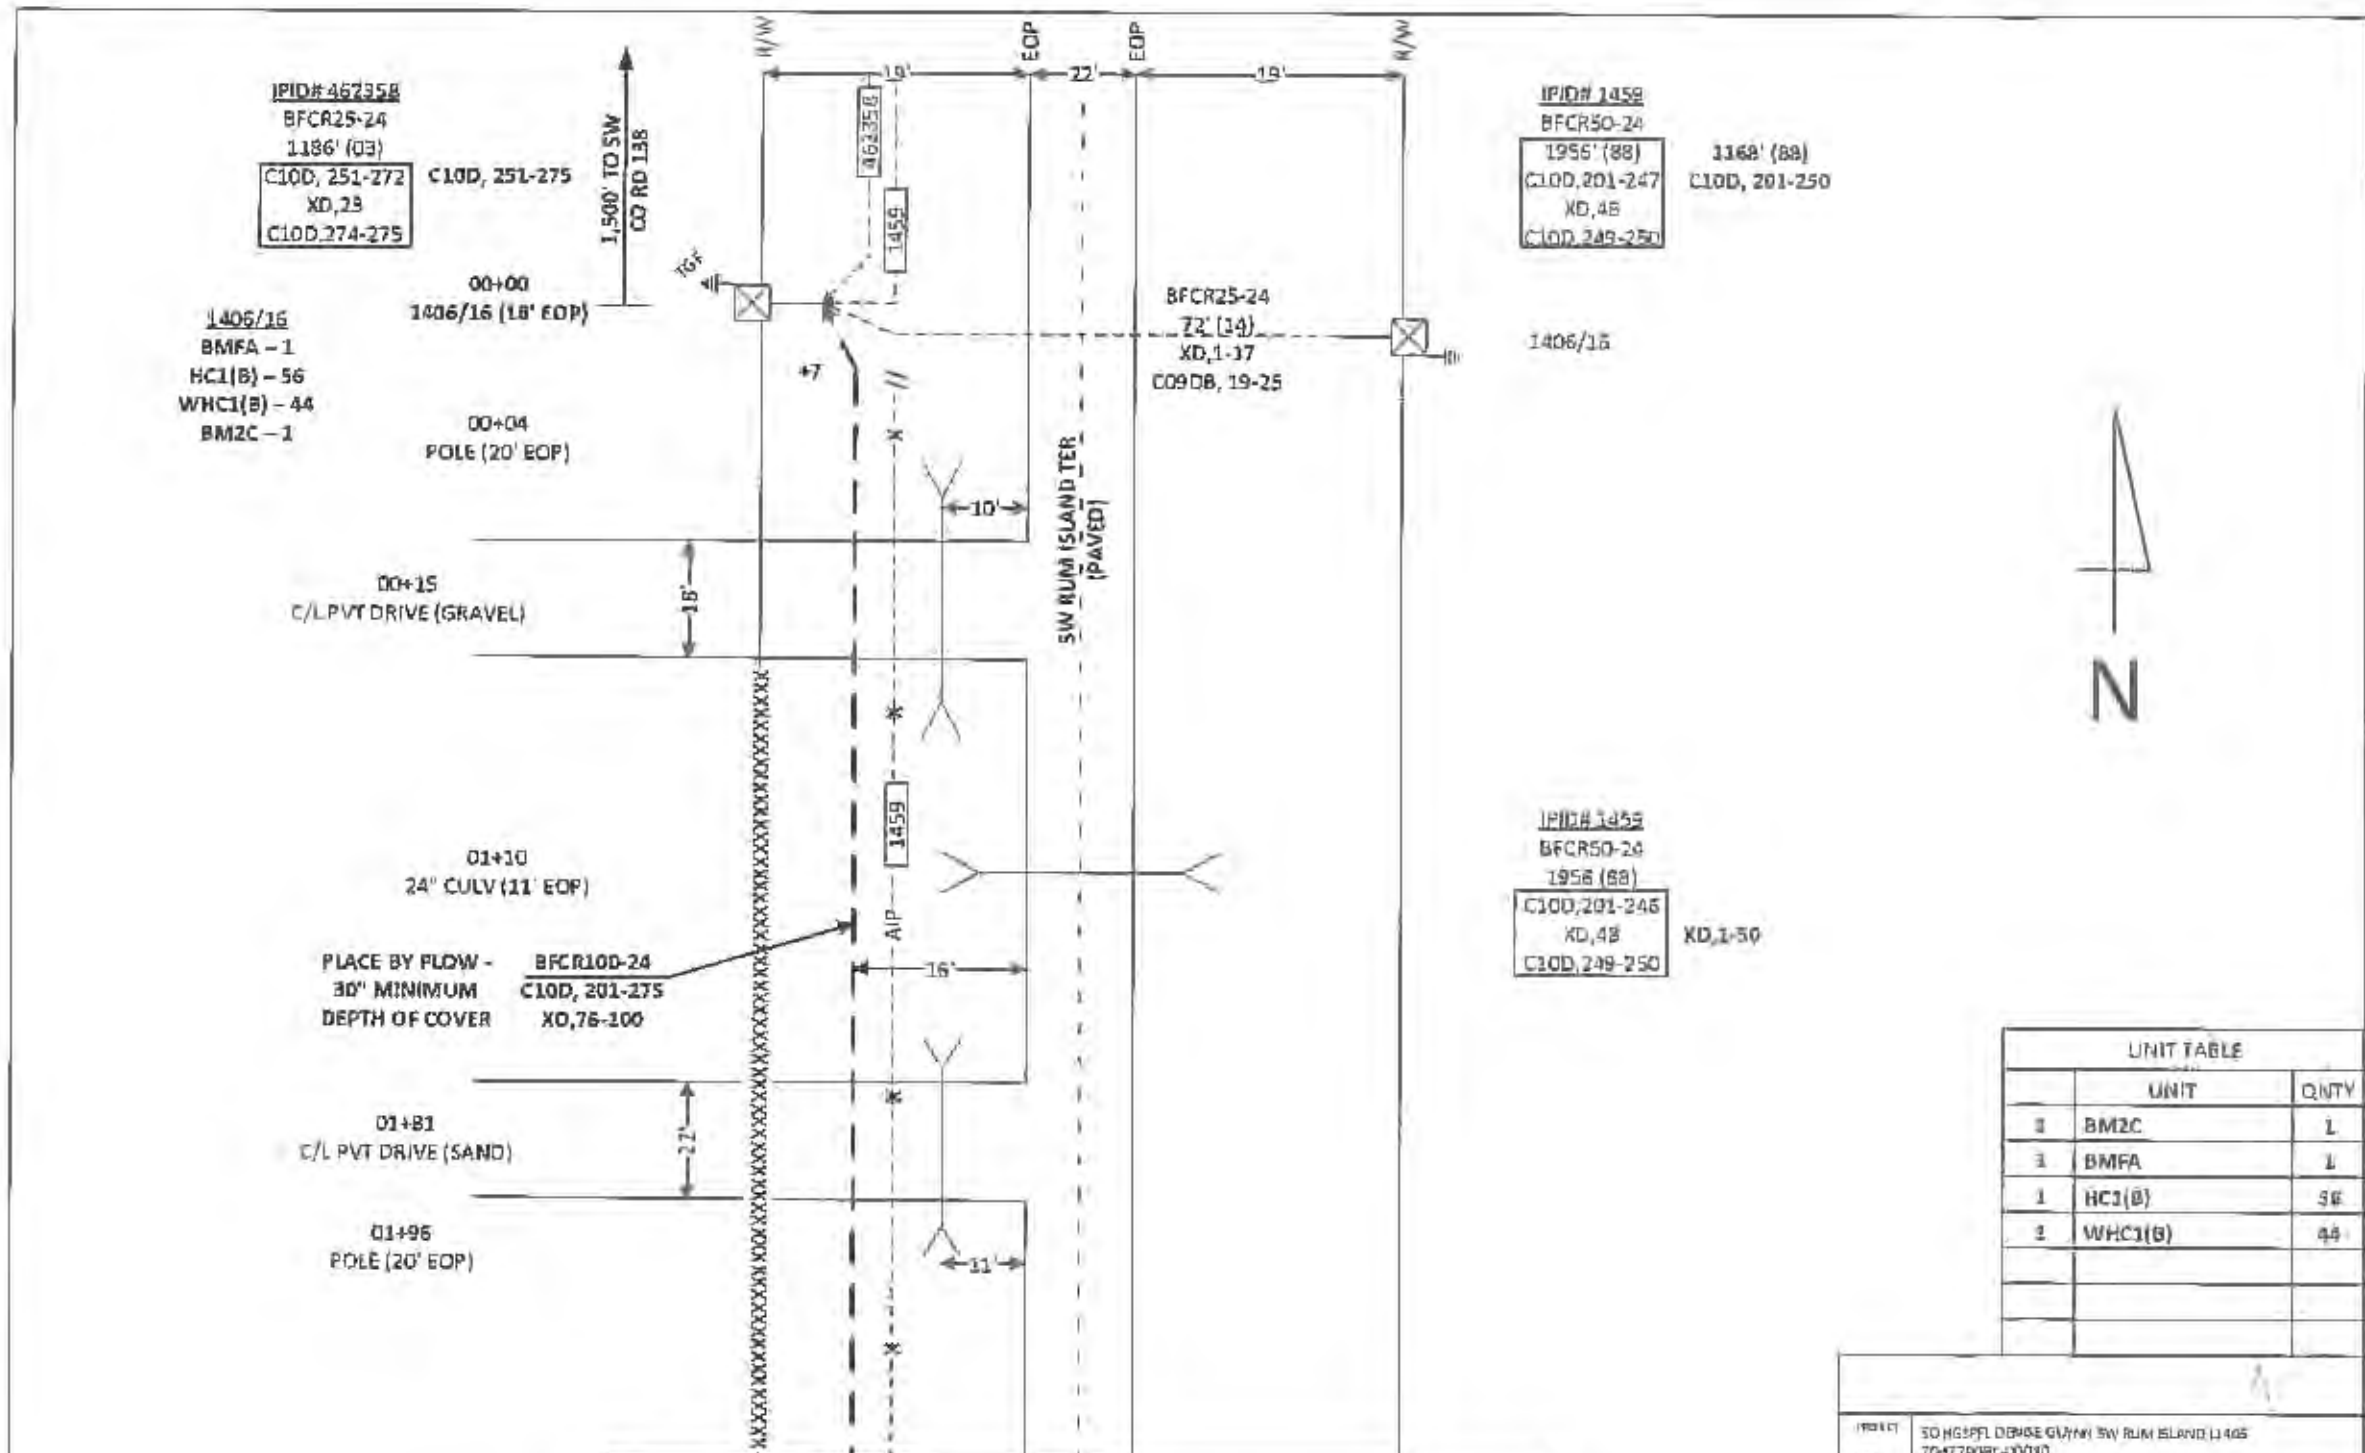 R/W
EOP
EOP
R/W
19'
22'
19'
IPID# 462358
BFCR25-24
1186' (03)
C10D, 251-272
XD,23
C10D,274-275
C10D, 251-275
1,500' TO SW
CO RD 138
462358
1459
IPID# 1459
BFCR50-24
1956' (88)
C10D,201-247
XD,48
C10D,249-250
1168' (88)
C10D, 201-250
TGF
00+00
1406/16 (18' EOP)
1406/16
BMFA – 1
HC1(B) – 56
WHC1(B) – 44
BM2C – 1
+7
BFCR25-24
72' (14)
XD,1-17
C09DB, 19-25
1406/16
00+04
POLE (20' EOP)
10'
SW RUM ISLAND TER
(PAVED)
00+15
C/L PVT DRIVE (GRAVEL)
18'
N
1459
01+10
24" CULV (11' EOP)
AIP
IPID# 1459
BFCR50-24
1956 (88)
C10D,201-246
XD,48
C10D,249-250
XD,1-50
PLACE BY PLOW -
30" MINIMUM
DEPTH OF COVER
BFCR100-24
C10D, 201-275
XD,76-100
16'
01+81
C/L PVT DRIVE (SAND)
22'
01+96
POLE (20' EOP)
11'
UNIT TABLE
UNIT QNTY
BM2C 1
BMFA 1
1 HC1(B)
WHC1(B) 44
PROJECT
SW RUM ISLAND